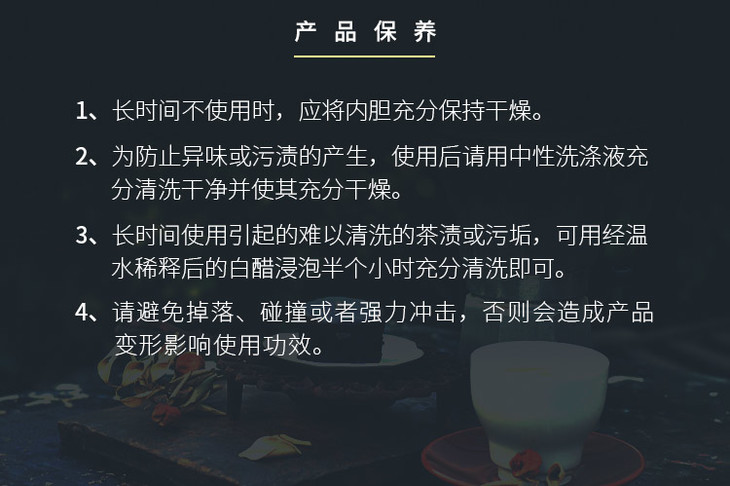 产品保养
1、长时间不使用时，应将内胆充分保持干燥。
2、为防止异味或污渍的产生，使用后请用中性洗涤液充
分清洗干净并使其充分干燥。
3、长时间使用引起的难以清洗的茶渍或污垢，可用经温
水稀释后的白醋浸泡半个小时充分清洗即可。
4、请避免掉落、碰撞或者强力冲击，否则会造成产品
变形影响使用功效。